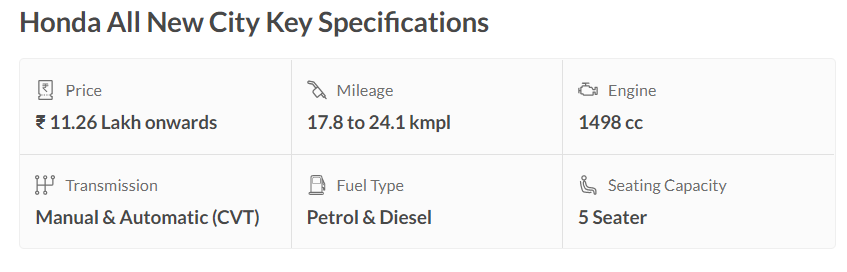 Honda All New City Key Specifications
Price
₹ 11.26 Lakh onwards
Mileage
17.8 to 24.1 kmpl
Engine
1498 cc
Transmission
Manual & Automatic (CVT)
Fuel Type
Petrol & Diesel
Seating Capacity
5 Seater